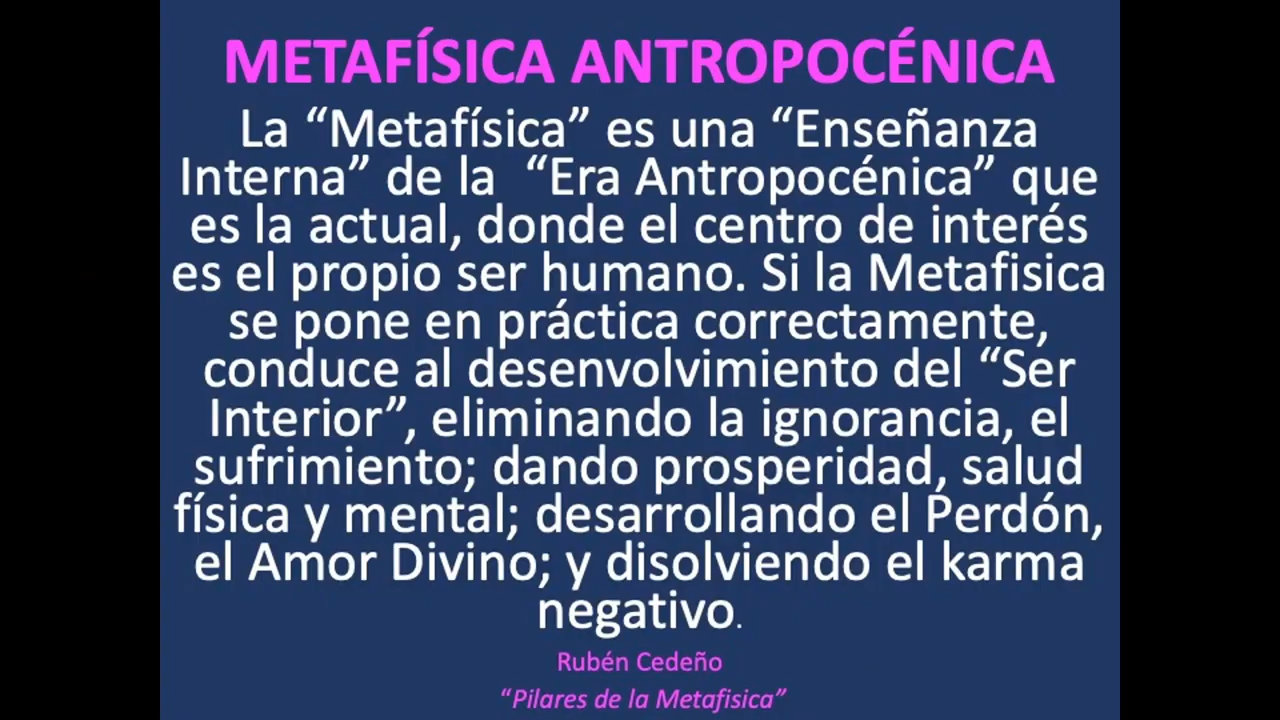 METAFÍSICA ANTROPOCÉNICA
La “Metafísica” es una “Enseñanza
Interna” de la “Era Antropocénica” que
es la actual, donde el centro de interés
es el propio ser humano. Si la Metafisica
se pone en práctica correctamente,
conduce al desenvolvimiento del “Ser
Interior”, eliminando la ignorancia, el
sufrimiento; dando prosperidad, salud
física y mental; desarrollando el Perdón,
el Amor Divino; y disolviendo el karma
negativo.
Rubén Cedeño
“Pilares de la Metafisica”